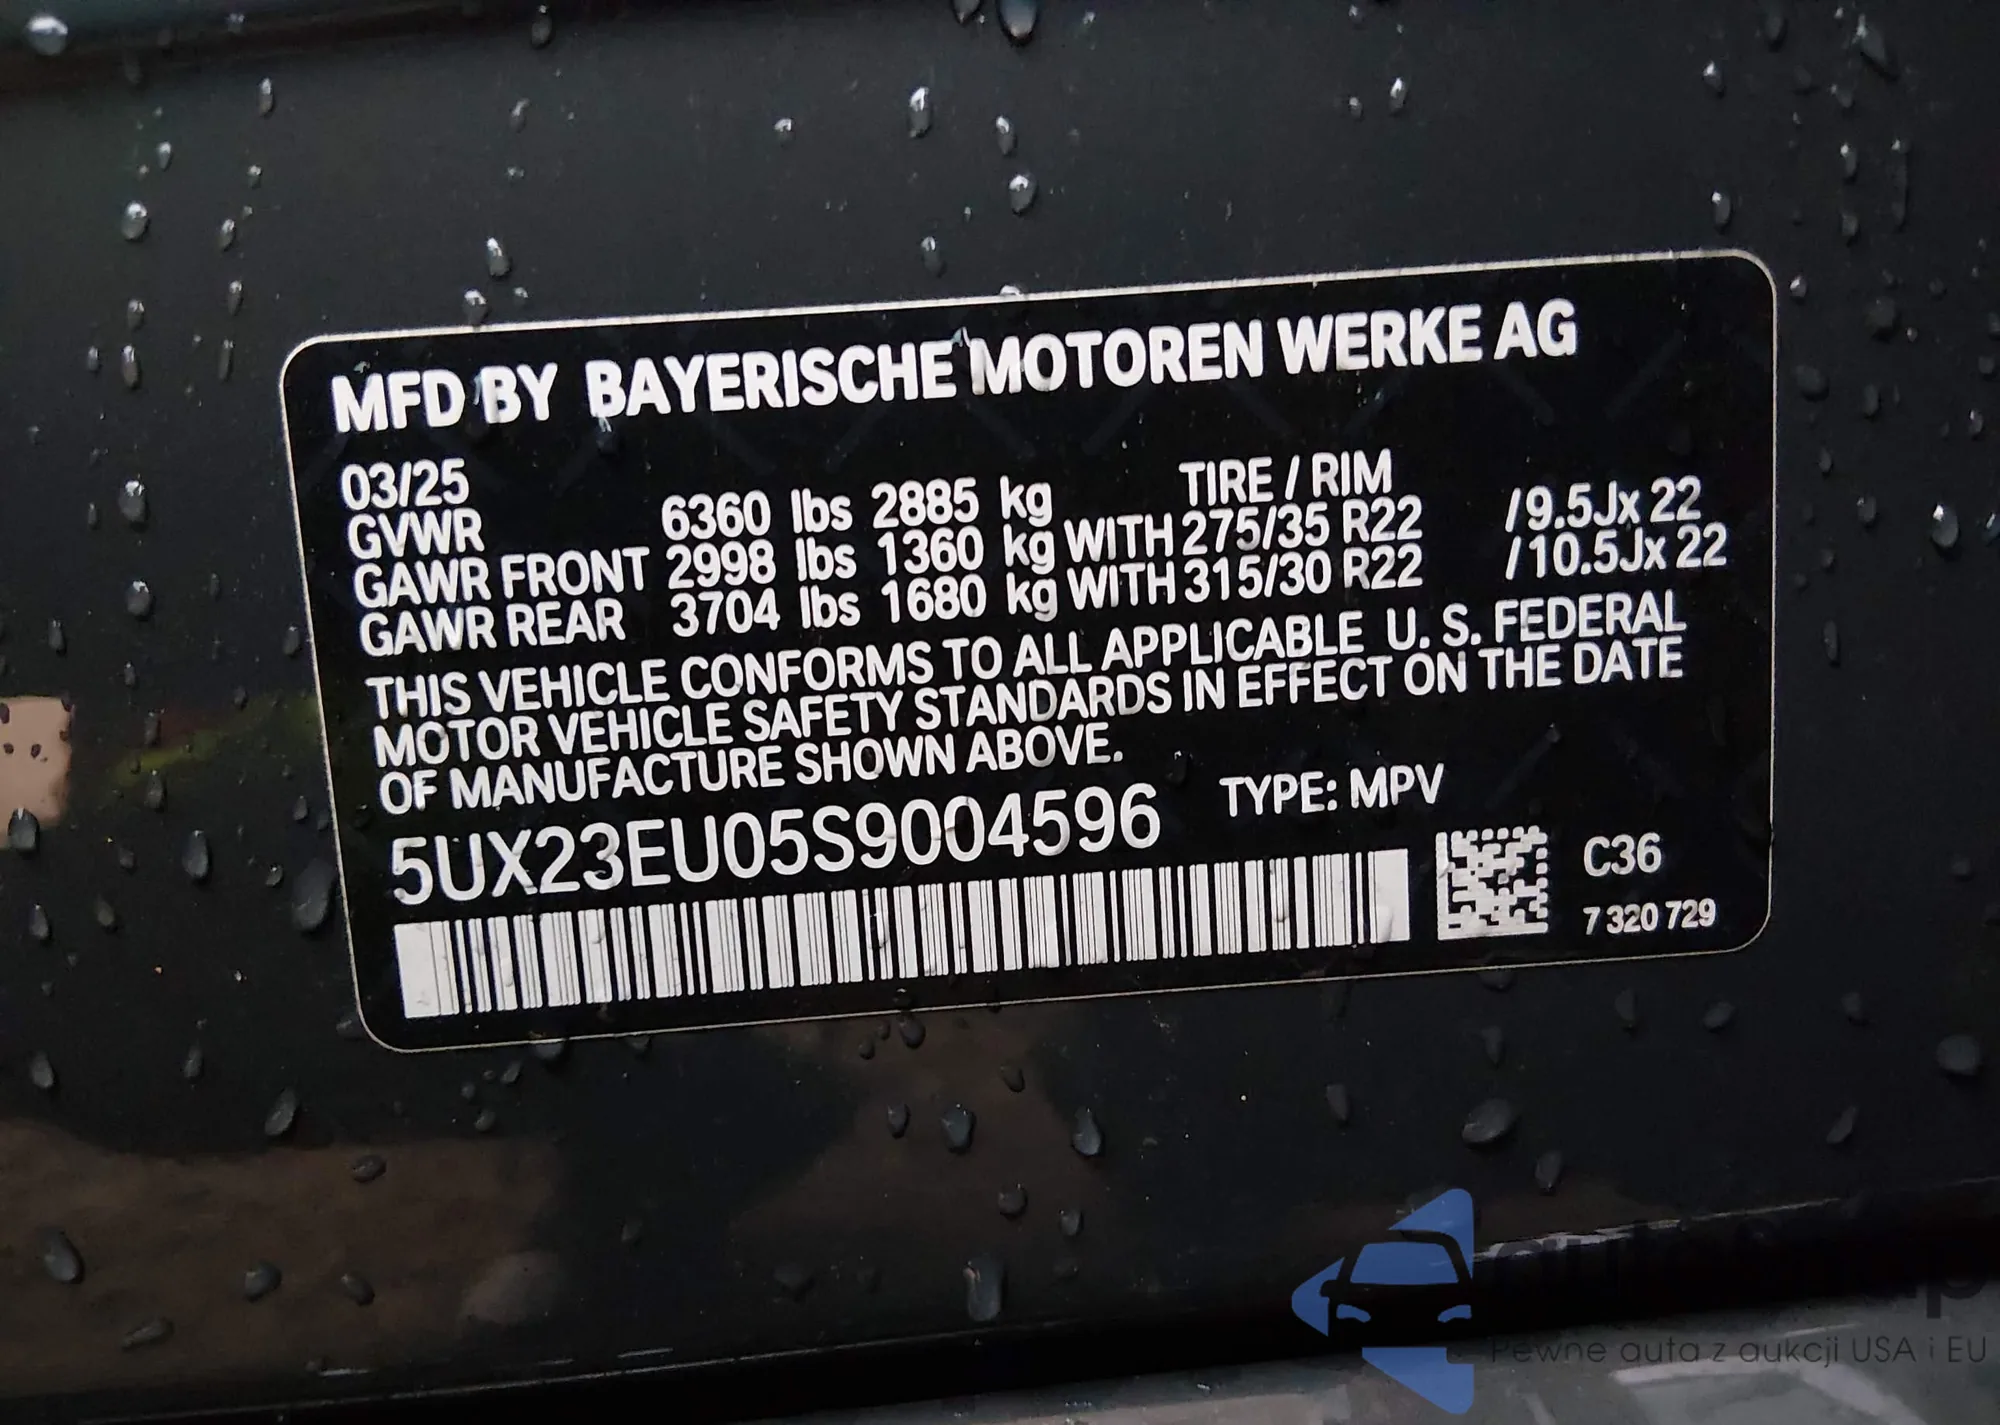 MFD BY BAYERISCHE MOTOREN WERKE AG
03/25 TIRE / RIM
GVWR 6360 lbs 2885 kg
GAWR FRONT 2998 lbs 1360 kg WITH 275/35 R22 /9.5Jx 22
GAWR REAR 3704 lbs 1680 kg WITH 315/30 R22 /10.5Jx 22
THIS VEHICLE CONFORMS TO ALL APPLICABLE U. S. FEDERAL
MOTOR VEHICLE SAFETY STANDARDS IN EFFECT ON THE DATE
OF MANUFACTURE SHOWN ABOVE.
5UX23EU05S9004596 TYPE: MPV
C36
7 320 729
Pewne auta z aukcji USA i EU